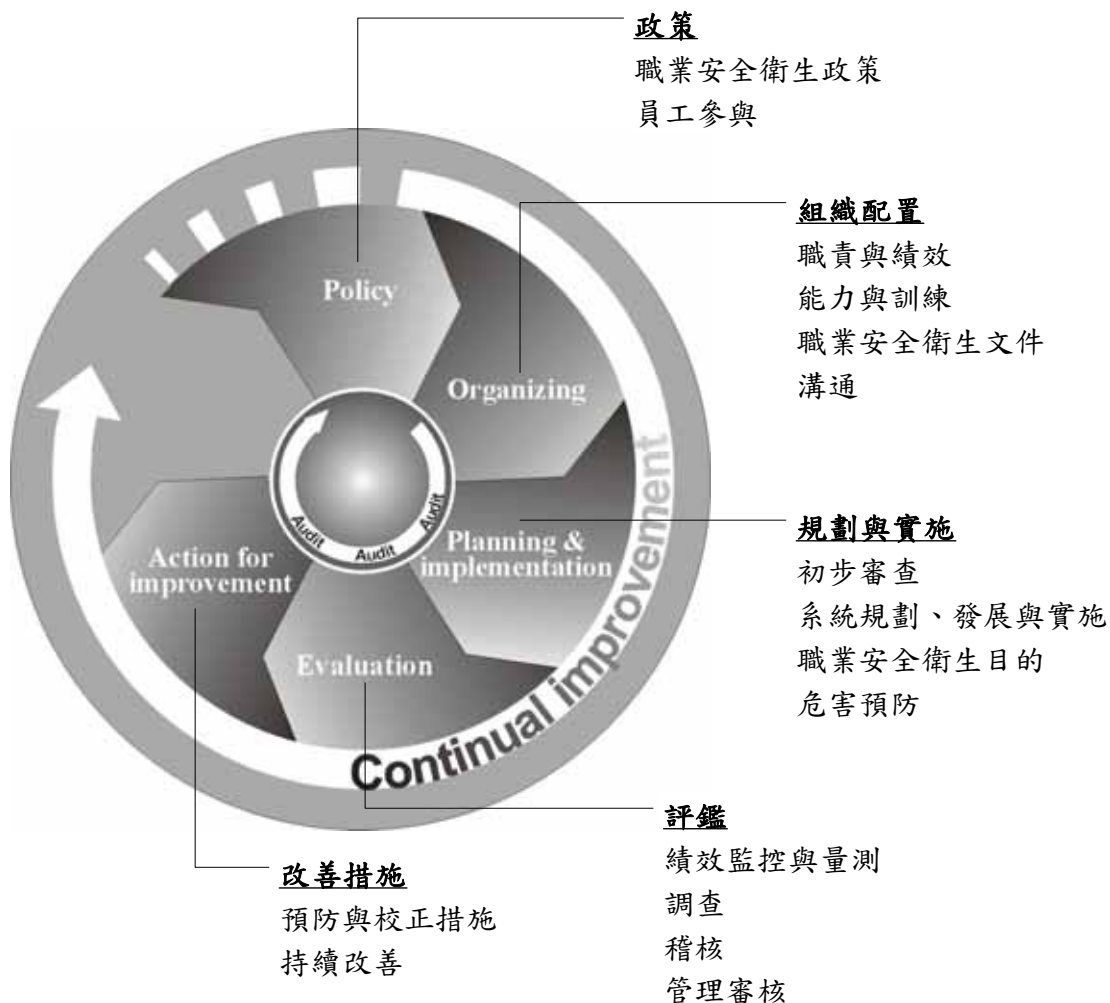 政策
職業安全衛生政策
員工參與
組織配置
職責與績效
能力與訓練
職業安全衛生文件
溝通
規劃與實施
初步審查
系統規劃、發展與實施
職業安全衛生目的
危害預防
評鑑
績效監控與量測
調查
稽核
管理審核
改善措施
預防與校正措施
持續改善
Policy
Organizing
Planning &
implementation
Evaluation
Action for
improvement
Audit
Audit
Audit
Continual improvement